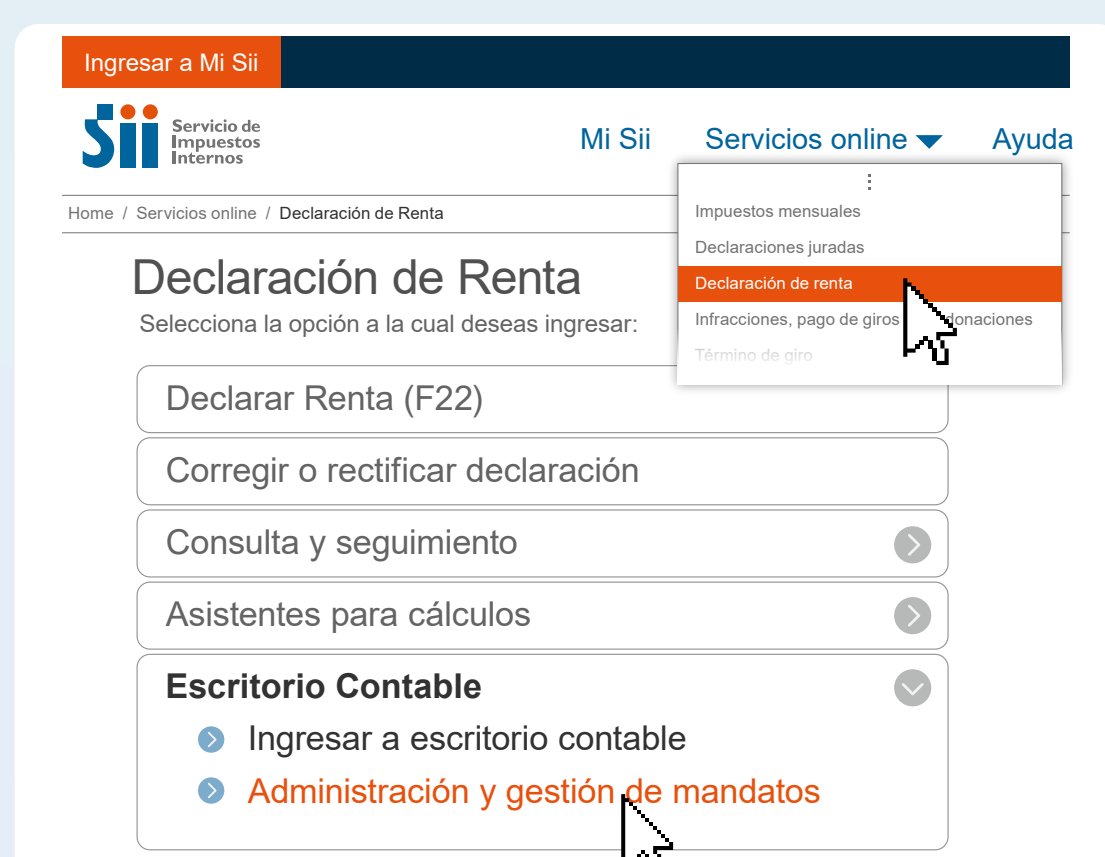 Ingresar a Mi Sii
Sii
Servicio de
Impuestos
Internos
Mi Sii
Servicios online
Ayuda
Home / Servicios online / Declaración de Renta
Impuestos mensuales
Declaraciones juradas
Declaración de renta
Infracciones, pago de giros donaciones
Término de giro
Declaración de Renta
Selecciona la opción a la cual deseas ingresar:
Declarar Renta (F22)
Corregir o rectificar declaración
Consulta y seguimiento
Asistentes para cálculos
Escritorio Contable
Ingresar a escritorio contable
Administración y gestión de mandatos